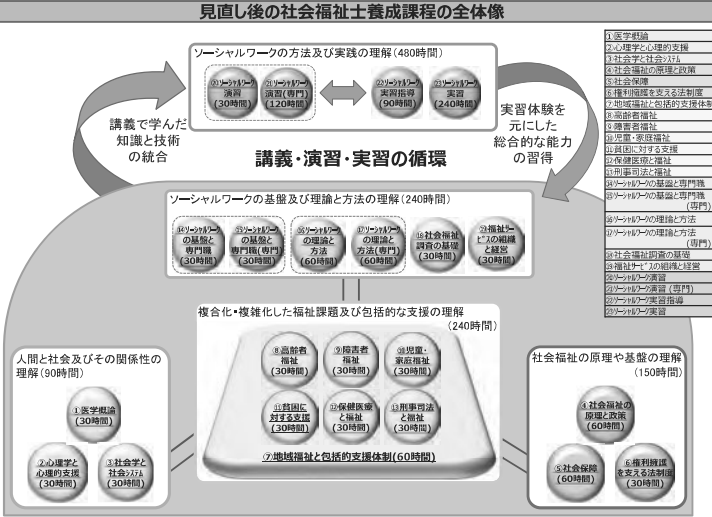 見直し後の社会福祉士養成課程の全体像
ソーシャルワークの方法及び実践の理解(480時間)
⑳ソーシャルワーク
演習
(30時間)
㉑ソーシャルワーク
演習(専門)
(120時間)
㉒ソーシャルワーク
実習指導
(90時間)
㉓ソーシャルワーク
実習
(240時間)
講義で学んだ
知識と技術
の統合
実習体験を
元にした
総合的な能力
の習得
講義・演習・実習の循環
ソーシャルワークの基盤及び理論と方法の理解(240時間)
⑭ソーシャルワーク
の基盤と
専門職
(30時間)
⑮ソーシャルワーク
の基盤と
専門職(専門)
(30時間)
⑯ソーシャルワーク
の理論と
方法
(60時間)
⑰ソーシャルワーク
の理論と
方法(専門)
(60時間)
⑱社会福祉
調査の基礎
(30時間)
⑲福祉サー
ビスの組織
と経営
(30時間)
複合化・複雑化した福祉課題及び包括的な支援の理解
(240時間)
⑧高齢者
福祉
(30時間)
⑨障害者
福祉
(30時間)
⑩児童・
家庭福祉
(30時間)
⑪貧困に
対する支援
(30時間)
⑫保健医療
と福祉
(30時間)
⑬刑事司法
と福祉
(30時間)
⑦地域福祉と包括的支援体制(60時間)
人間と社会及びその関係性の
理解(90時間)
①医学概論
(30時間)
②心理学と
心理的支援
(30時間)
③社会学と
社会システム
(30時間)
社会福祉の原理や基盤の理解
(150時間)
④社会福祉の
原理と政策
(60時間)
⑤社会保障
(60時間)
⑥権利擁護
を支える法制度
(30時間)
①医学概論
②心理学と心理的支援
③社会学と社会システム
④社会福祉の原理と政策
⑤社会保障
⑥権利擁護を支える法制度
⑦地域福祉と包括的支援体制
⑧高齢者福祉
⑨障害者福祉
⑩児童・家庭福祉
⑪貧困に対する支援
⑫保健医療と福祉
⑬刑事司法と福祉
⑭ソーシャルワークの基盤と専門職
⑮ソーシャルワークの基盤と専門職
(専門)
⑯ソーシャルワークの理論と方法
⑰ソーシャルワークの理論と方法
(専門)
⑱社会福祉調査の基礎
⑲福祉サービスの組織と経営
⑳ソーシャルワーク演習
㉑ソーシャルワーク演習(専門)
㉒ソーシャルワーク実習指導
㉓ソーシャルワーク実習